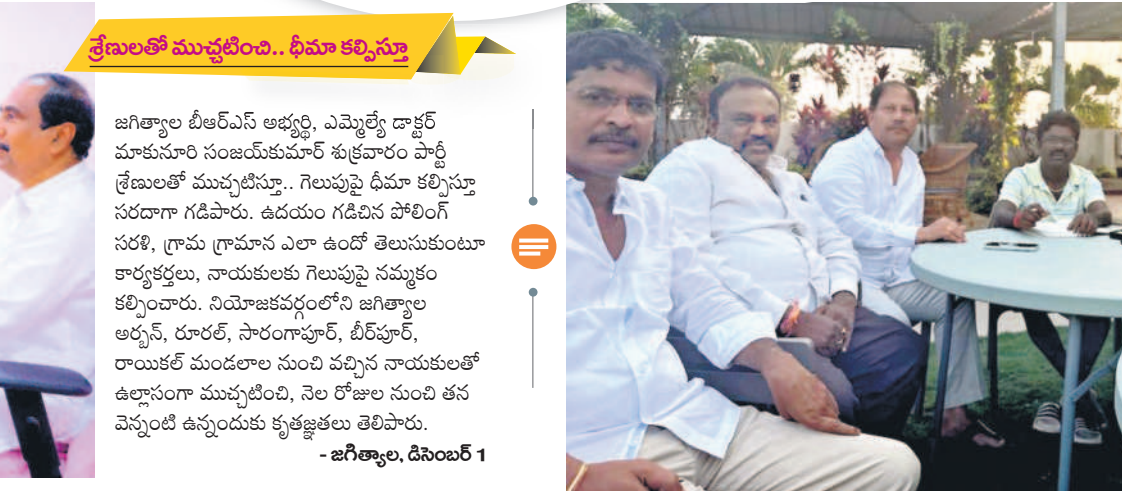 శ్రేణులతో ముచ్చటించి.. ధీమా కల్పిస్తూ
జగిత్యాల బీఆర్ఎస్ అభ్యర్థి, ఎమ్మెల్యే డాక్టర్
మాకునూరి సంజయ్‌కుమార్ శుక్రవారం పార్టీ
శ్రేణులతో ముచ్చటిస్తూ.. గెలుపుపై ధీమా కల్పిస్తూ
సరదాగా గడిపారు. ఉదయం గడిచిన పోలింగ్
సరళి, గ్రామ గ్రామాన ఎలా ఉందో తెలుసుకుంటూ
కార్యకర్తలు, నాయకులకు గెలుపుపై నమ్మకం
కల్పించారు. నియోజకవర్గంలోని జగిత్యాల
అర్బన్, రూరల్, సారంగాపూర్, బీర్‌పూర్,
రాయికల్ మండలాల నుంచి వచ్చిన నాయకులతో
ఉల్లాసంగా ముచ్చటించి, నెల రోజుల నుంచి తన
వెన్నంటి ఉన్నందుకు కృతజ్ఞతలు తెలిపారు.
- జగిత్యాల, డిసెంబర్ 1